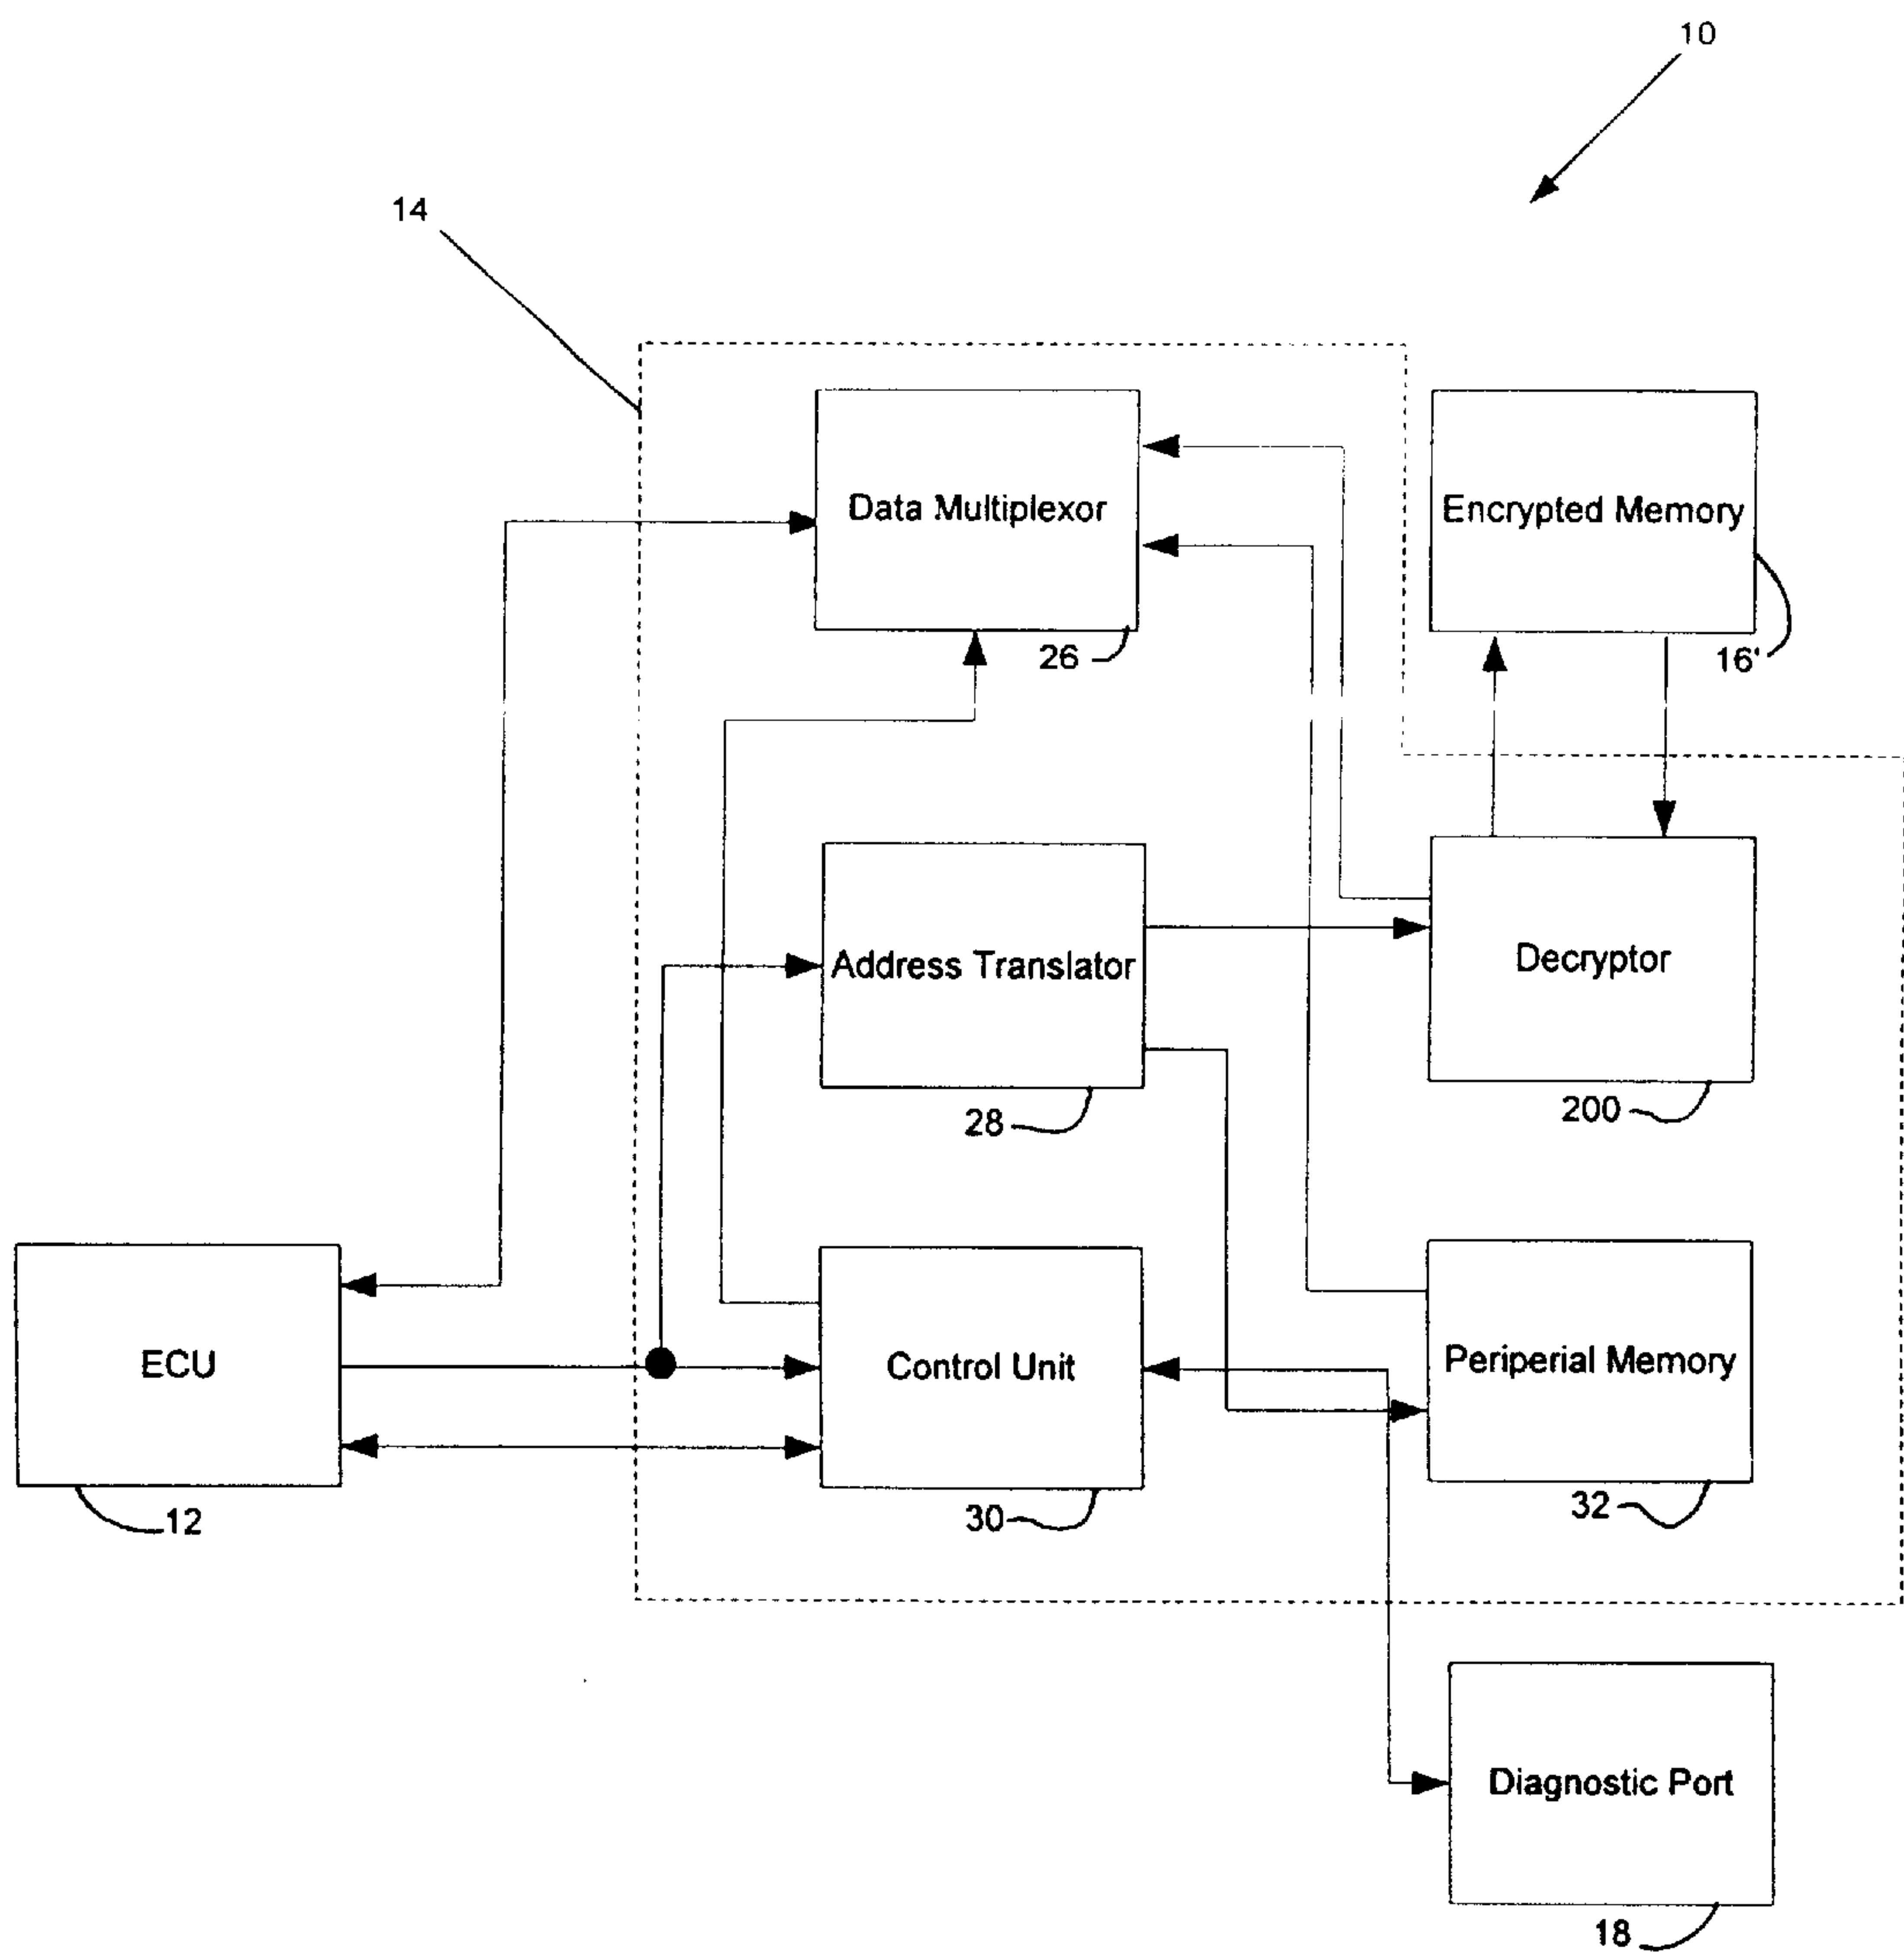 10
14
Data Multiplexor
26
Encrypted Memory
16'
Address Translator
28
Decryptor
200
ECU
12
Control Unit
30
Periperial Memory
32
Diagnostic Port
18